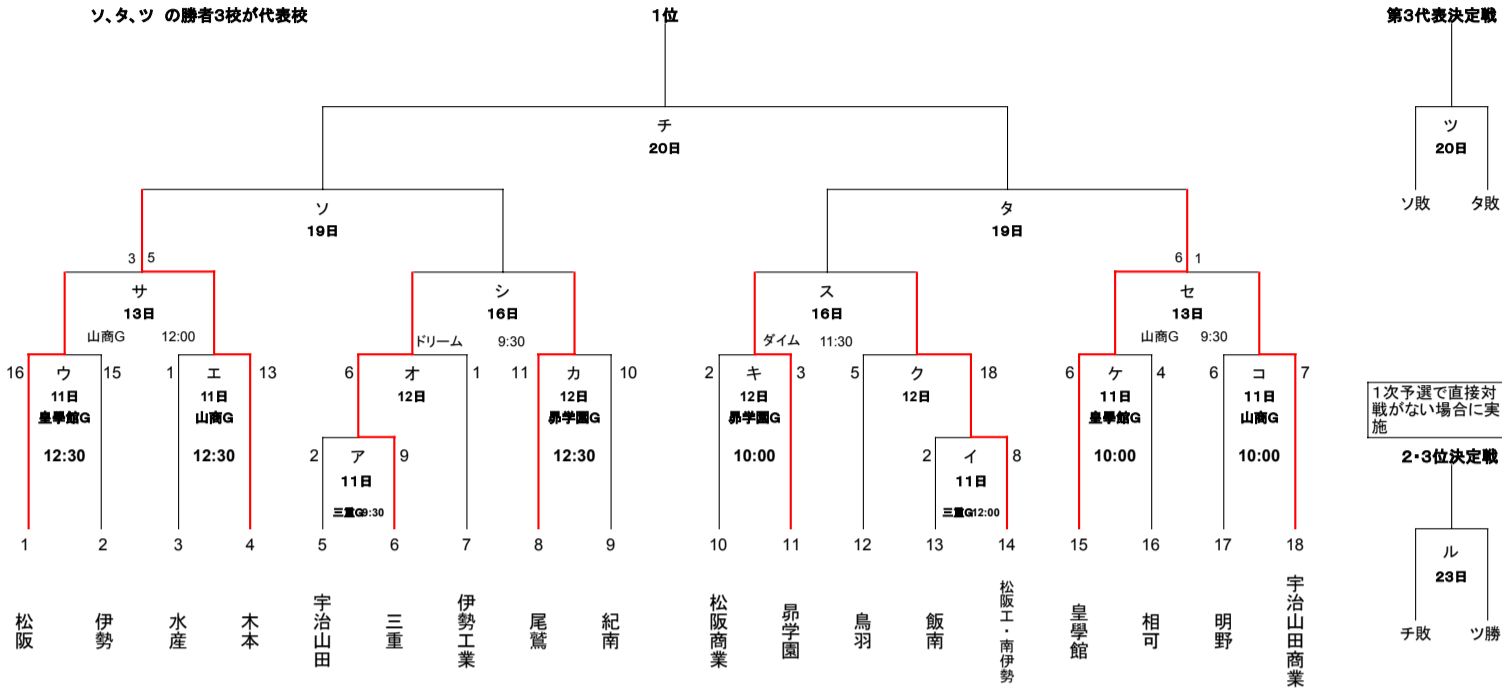 ソ、タ、ツ の勝者3校が代表校
1位
第3代表決定戦
チ
20日
ツ
20日
ソ敗 タ敗
ソ
19日
タ
19日
3 5
6 1
サ
13日
山商G 12:00
シ
16日
ドリーム 9:30
ス
16日
ダイム 11:30
セ
13日
山商G 9:30
16 ウ 15
11日
皇學館G
12:30
1 エ 13
11日
山商G
12:30
6 オ 1
12日
11 カ 10
12日
昴学園G
12:30
2 キ 3
12日
昴学園G
10:00
5 ク 18
12日
6 ケ 4
11日
皇學館G
10:00
6 コ 7
11日
山商G
10:00
1次予選で直接対
戦がない場合に実
施
2 ア 9
11日
三重G9:30
2 イ 8
11日
三重G12:00
2・3位決定戦
ル
23日
チ敗 ツ勝
1 2 3 4 5 6 7 8 9 10 11 12 13 14 15 16 17 18
松阪
伊勢
水産
木本
宇治山田
三重
伊勢工業
尾鷲
紀南
松阪商業
昴学園
鳥羽
飯南
松阪工・南伊勢
皇學館
相可
明野
宇治山田商業